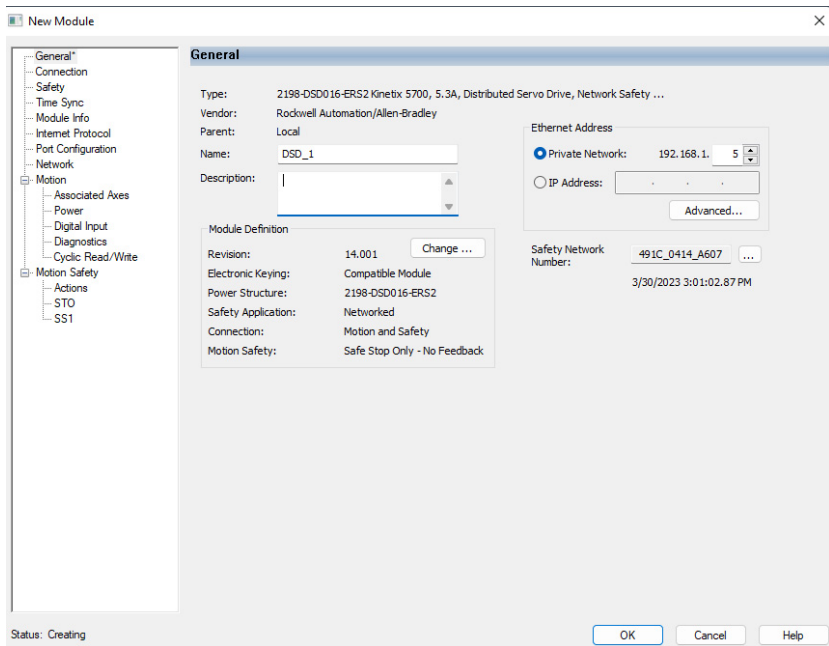 New Module
General*
Connection
Safety
Time Sync
Module Info
Internet Protocol
Port Configuration
Network
Motion
Associated Axes
Power
Digital Input
Diagnostics
Cyclic Read/Write
Motion Safety
Actions
STO
SS1
General
Type: 2198-DSD016-ERS2 Kinetix 5700, 5.3A, Distributed Servo Drive, Network Safety ...
Vendor: Rockwell Automation/Allen-Bradley
Parent: Local
Name: DSD_1
Description:
Module Definition
Revision: 14.001 Change ...
Electronic Keying: Compatible Module
Power Structure: 2198-DSD016-ERS2
Safety Application: Networked
Connection: Motion and Safety
Motion Safety: Safe Stop Only - No Feedback
Ethernet Address
Private Network: 192.168.1. 5
IP Address: . . .
Advanced...
Safety Network
Number: 491C_0414_A607 ...
3/30/2023 3:01:02.87 PM
Status: Creating
OK Cancel Help